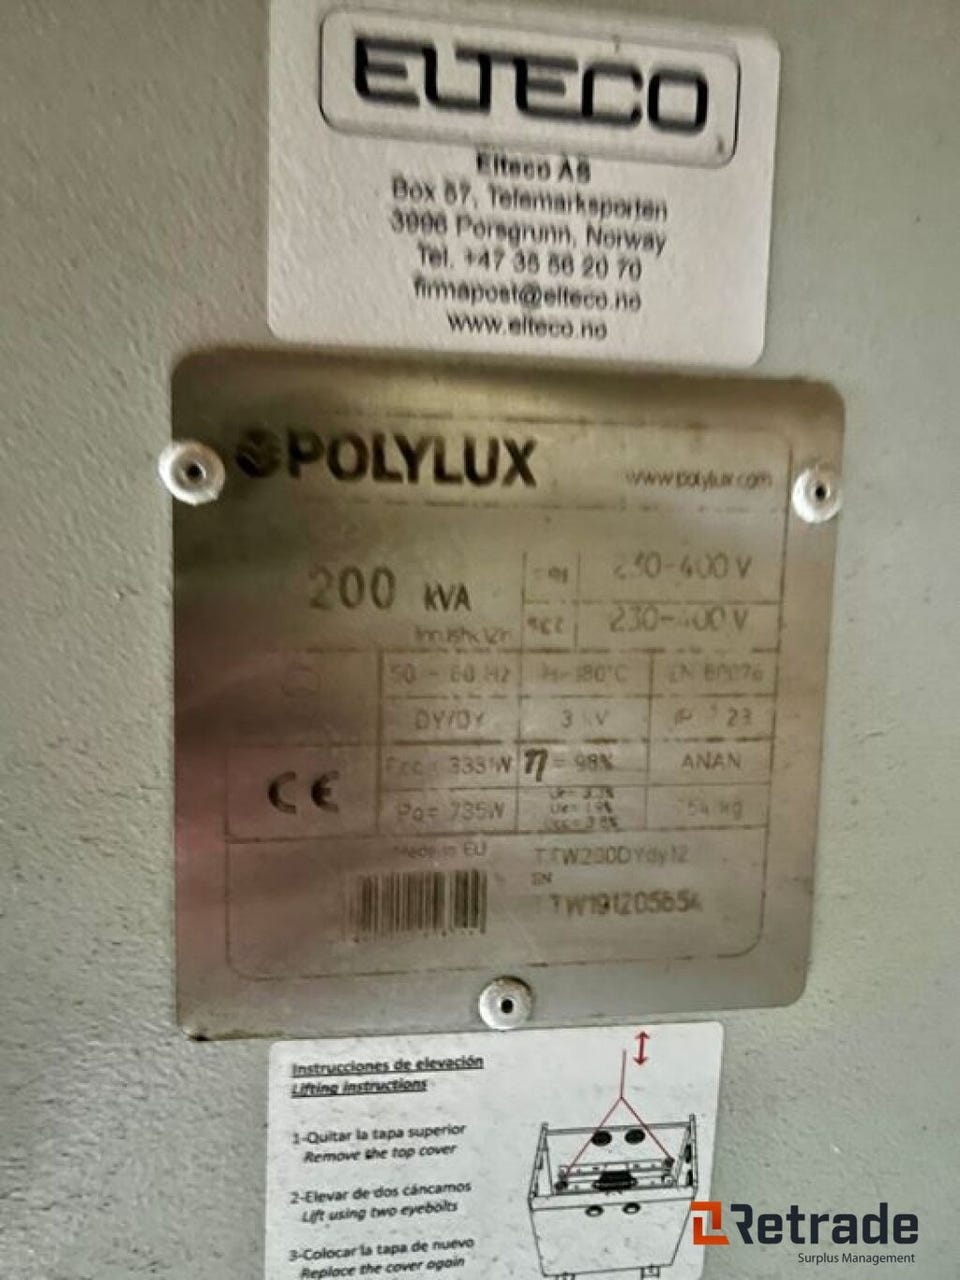 ELTECO
Elteco AS
Box 67, Telemarksporten
3996 Porsgrunn, Norway
Tel. +47 35 56 20 70
firmapost@elteco.no
www.elteco.no
POLYLUX
www.polylux.com
200 kVA
230-400 V
230-400 V
50 - 60 Hz
180°C
EN 60076
DY/DY
3 kV
IP 23
η = 98%
ANAN
Po= 735W
CE
Made in EU
SN
Instrucciones de elevación
Lifting instructions
1-Quitar la tapa superior
Remove the top cover
2-Elevar de dos cáncamos
Lift using two eyebolts
3-Colocar la tapa de nuevo
Replace the cover again
Retrade
Surplus Management